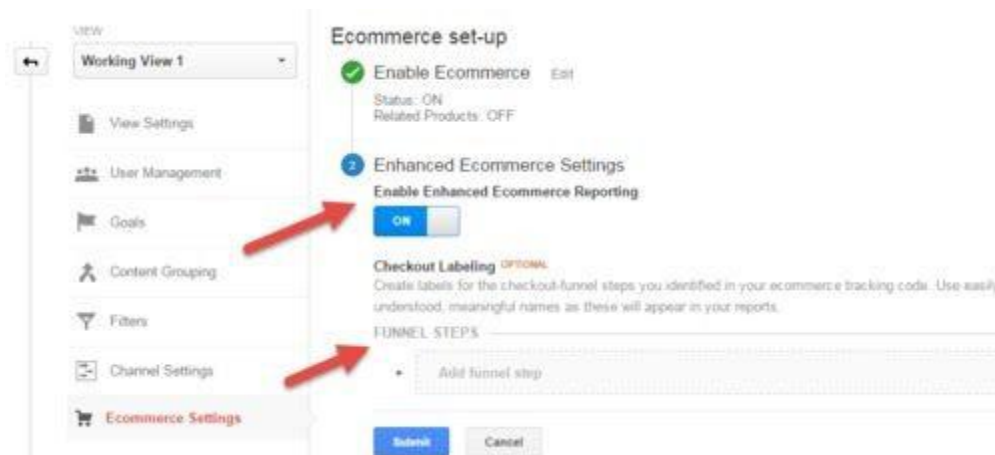 VIEW
Working View 1
View Settings
User Management
Goals
Content Grouping
Filters
Channel Settings
Ecommerce Settings
Ecommerce set-up
Enable Ecommerce Edit
Status: ON
Related Products: OFF
2 Enhanced Ecommerce Settings
Enable Enhanced Ecommerce Reporting
ON
Checkout Labeling OPTIONAL
Create labels for the checkout-funnel steps you identified in your ecommerce tracking code. Use easily
understood, meaningful names as these will appear in your reports.
FUNNEL STEPS
Add funnel step
Submit Cancel